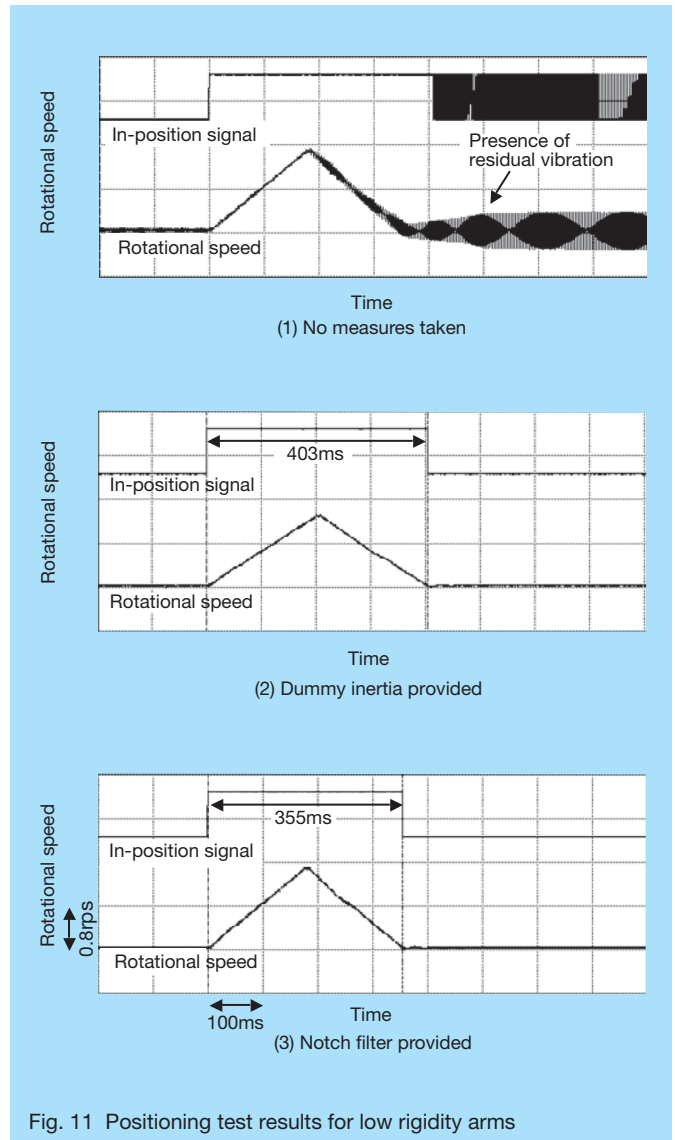 Rotational speed
In-position signal
Presence of
residual vibration
Rotational speed
Time
(1) No measures taken
Rotational speed
403ms
In-position signal
Rotational speed
Time
(2) Dummy inertia provided
Rotational speed
0.8rps
355ms
In-position signal
Rotational speed
100ms
Time
(3) Notch filter provided
Fig. 11 Positioning test results for low rigidity arms